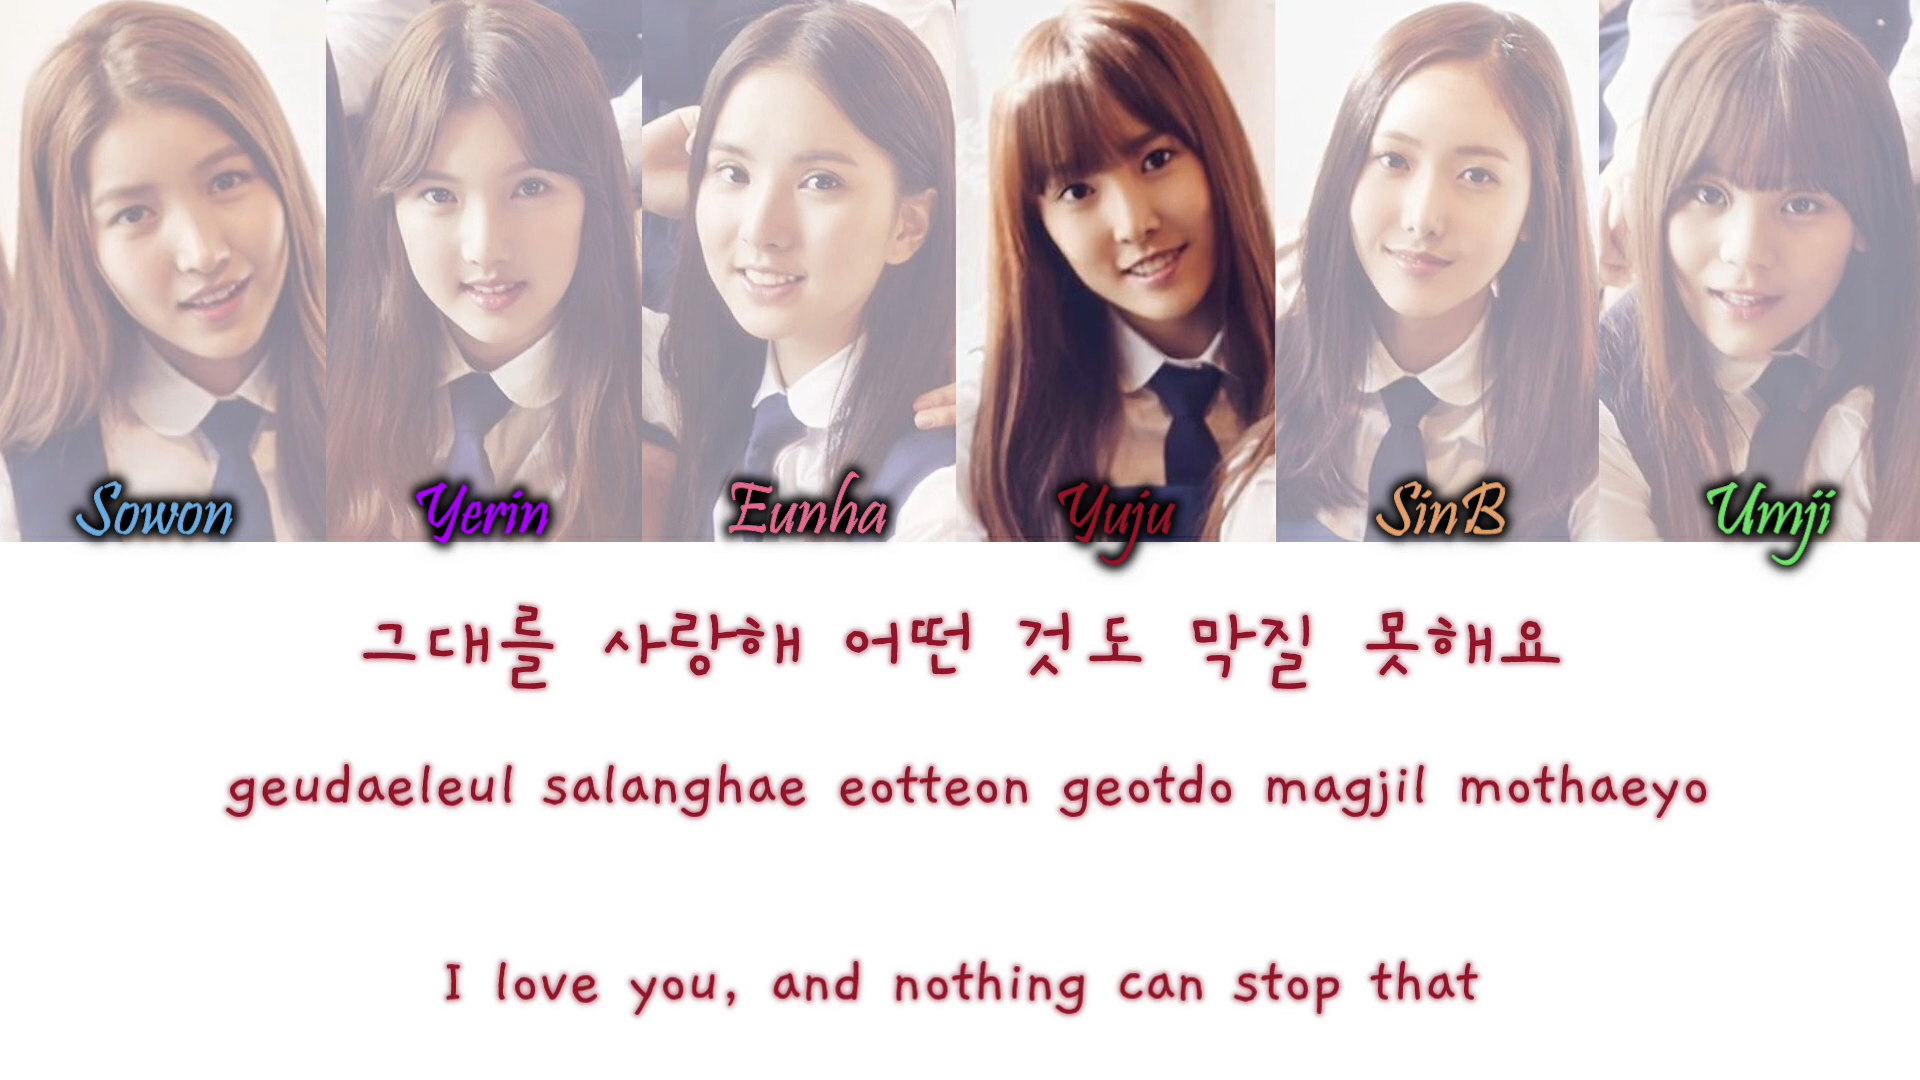 Sowon Yerin Eunha Yuju SinB Umji
그대를 사랑해 어떤 것도 막질 못해요
geudaeleul salanghae eotteon geotdo magjil mothaeyo
I love you, and nothing can stop that